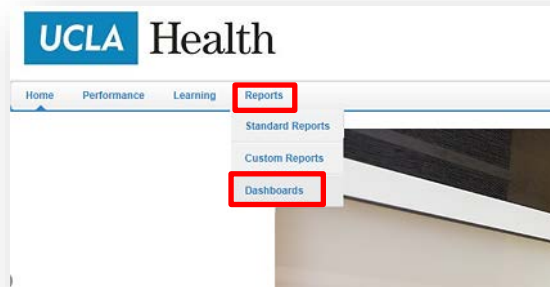 UCLA Health
Home Performance Learning Reports
Standard Reports
Custom Reports
Dashboards